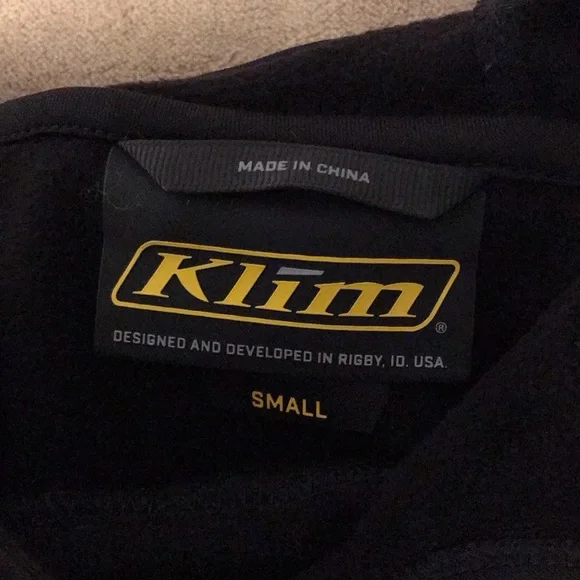 MADE IN CHINA
Klim
®
DESIGNED AND DEVELOPED IN RIGBY, ID. USA.
SMALL